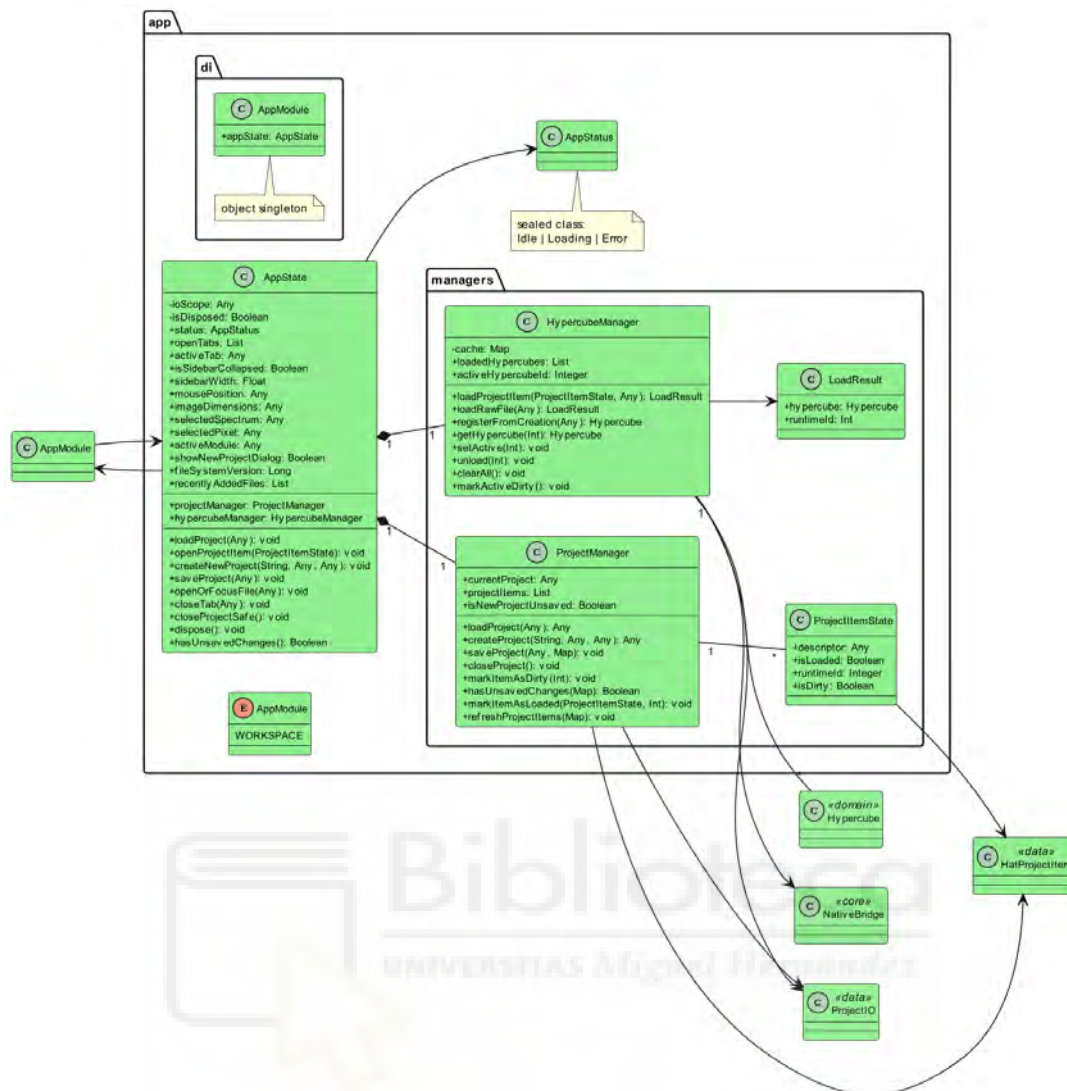 app
di
C AppModule
+appState: AppState
object singleton
C AppStatus
sealed class:
Idle | Loading | Error
C AppState
-ioScope: Any
-isDisposed: Boolean
+status: AppStatus
+openTabs: List
+activeTab: Any
+isSidebarCollapsed: Boolean
+sidebarWidth: Float
+mousePosition: Any
+imageDimensions: Any
+selectedSpectrum: Any
+selectedPixel: Any
+activeModule: Any
+showNewProjectDialog: Boolean
+fileSystemVersion: Long
+recentlyAddedFiles: List
+projectManager: ProjectManager
+hypercubeManager: HypercubeManager
+loadProject(Any): void
+openProjectItem(ProjectItemState): void
+createNewProject(String, Any, Any): void
+saveProject(Any): void
+openOrFocusFile(Any): void
+closeTab(Any): void
+closeProjectSafe(): void
+dispose(): void
+hasUnsavedChanges(): Boolean
C AppModule
E AppModule
WORKSPACE
managers
C HypercubeManager
-cache: Map
+loadedHypercubes: List
+activeHypercubeId: Integer
+loadProjectItem(ProjectItemState, Any): LoadResult
+loadRawFile(Any): LoadResult
+registerFromCreation(Any): Hypercube
+getHypercube(Int): Hypercube
+setActive(Int): void
+unload(Int): void
+clearAll(): void
+markActiveDirty(): void
C LoadResult
+hypercube: Hypercube
+runtimeId: Int
1
1
1
1
1
C ProjectManager
+currentProject: Any
+projectItems: List
+isNewProjectUnsaved: Boolean
+loadProject(Any): Any
+createProject(String, Any, Any): Any
+saveProject(Any, Map): void
+closeProject(): void
+markItemAsDirty(Int): void
+hasUnsavedChanges(Map): Boolean
+markItemAsLoaded(ProjectItemState, Int): void
+refreshProjectItems(Map): void
1
*
C ProjectItemState
+descriptor: Any
+isLoaded: Boolean
+runtimeId: Integer
+isDirty: Boolean
*
C «domain»
Hypercube
C «data»
HatProjectItem
C «core»
NativeBridge
C «data»
ProjectIO
Biblioteca
UNIVERSITAS Miguel Hernández